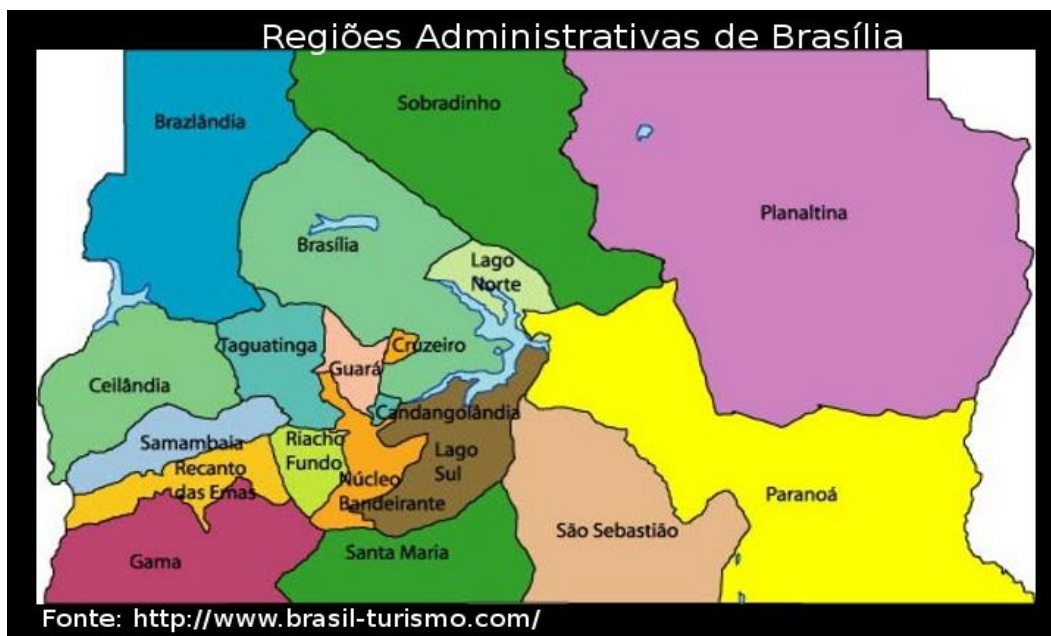 Regiões Administrativas de Brasília
Sobradinho
Brazlândia
Planaltina
Brasília
Lago
Norte
Taguatinga
Cruzeiro
Guará
Ceilândia
Candangolândia
Samambaia
Riacho
Fundo
Lago
Sul
Recanto
das Emas
Núcleo
Bandeirante
Paranoá
São Sebastião
Santa Maria
Gama
Fonte: http://www.brasil-turismo.com/